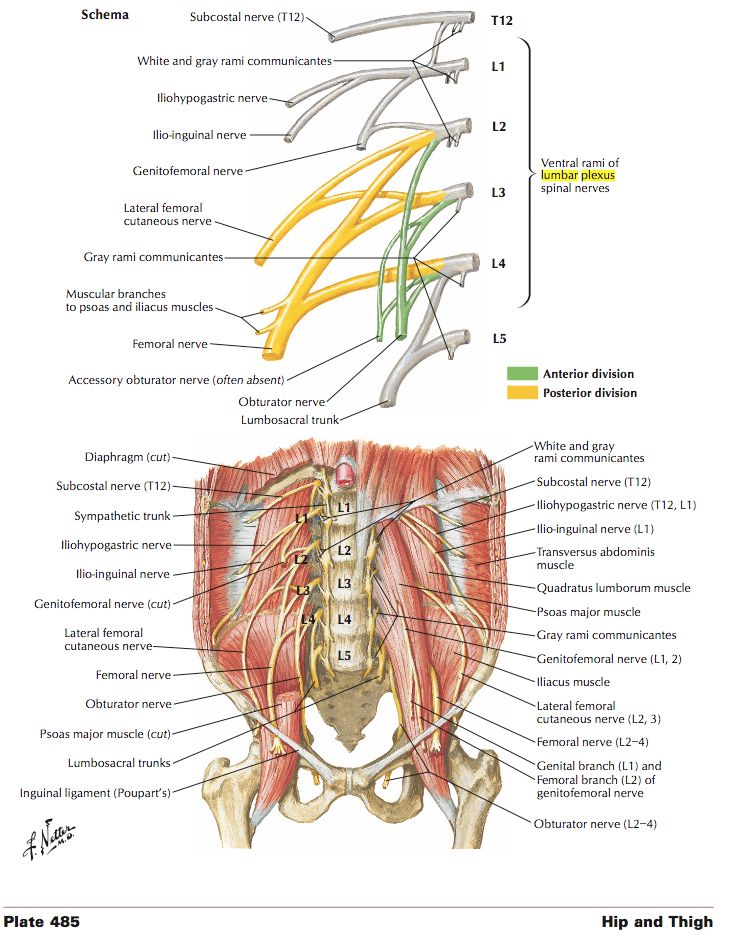 Schema
Subcostal nerve (T12)
White and gray rami communicantes
Iliohypogastric nerve
Ilio-inguinal nerve
Genitofemoral nerve
Lateral femoral
cutaneous nerve
Gray rami communicantes
Muscular branches
to psoas and iliacus muscles
Femoral nerve
Accessory obturator nerve (often absent)
Obturator nerve
Lumbosacral trunk
T12
L1
L2
L3
L4
L5
Ventral rami of
lumbar plexus
spinal nerves
Anterior division
Posterior division
Diaphragm (cut)
Subcostal nerve (T12)
Sympathetic trunk
Iliohypogastric nerve
Ilio-inguinal nerve
Genitofemoral nerve (cut)
Lateral femoral
cutaneous nerve
Femoral nerve
Obturator nerve
Psoas major muscle (cut)
Lumbosacral trunks
Inguinal ligament (Poupart's)
L1
L2
L3
L4
L1
L2
L3
L4
L5
White and gray
rami communicantes
Subcostal nerve (T12)
Iliohypogastric nerve (T12, L1)
Ilio-inguinal nerve (L1)
Transversus abdominis
muscle
Quadratus lumborum muscle
Psoas major muscle
Gray rami communicantes
Genitofemoral nerve (L1, 2)
Iliacus muscle
Lateral femoral
cutaneous nerve (L2, 3)
Femoral nerve (L2–4)
Genital branch (L1) and
Femoral branch (L2) of
genitofemoral nerve
Obturator nerve (L2–4)
F. Netter
M.D.
Plate 485
Hip and Thigh